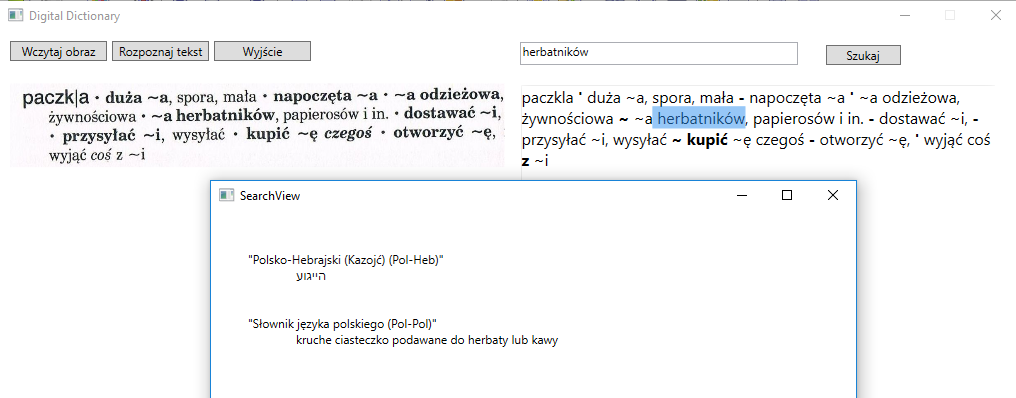 Digital Dictionary
Wczytaj obraz Rozpoznaj tekst Wyjście
herbatników Szukaj
paczk|a • duża ~a, spora, mała • napoczęta ~a • ~a odzieżowa,
żywnościowa • ~a herbatników, papierosów i in. • dostawać ~i,
• przysyłać ~i, wysyłać • kupić ~ę czegoś • otworzyć ~ę,
wyjąć coś z ~i
paczkla ' duża ~a, spora, mała - napoczęta ~a ' ~a odzieżowa,
żywnościowa ~ ~a herbatników, papierosów i in. - dostawać ~i, -
przysyłać ~i, wysyłać ~ kupić ~ę czegoś - otworzyć ~ę, ' wyjąć coś
z ~i
SearchView
"Polsko-Hebrajski (Kazojć) (Pol-Heb)"
הייגוע
"Słownik języka polskiego (Pol-Pol)"
kruche ciasteczko podawane do herbaty lub kawy